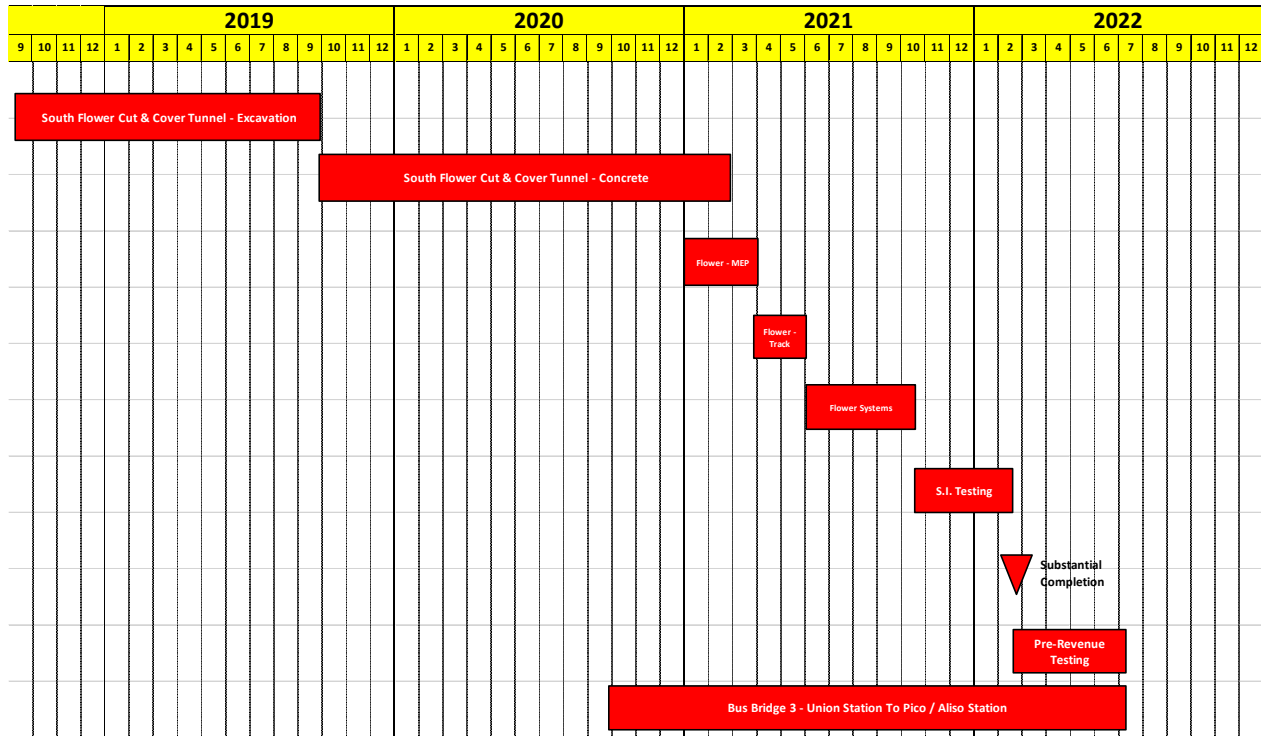 2019 2020 2021 2022
9 10 11 12 1 2 3 4 5 6 7 8 9 10 11 12 1 2 3 4 5 6 7 8 9 10 11 12 1 2 3 4 5 6 7 8 9 10 11 12 1 2 3 4 5 6 7 8 9 10 11 12
South Flower Cut & Cover Tunnel - Excavation
South Flower Cut & Cover Tunnel - Concrete
Flower - MEP
Flower -
Track
Flower Systems
S.I. Testing
Substantial
Completion
Pre-Revenue
Testing
Bus Bridge 3 - Union Station To Pico / Aliso Station